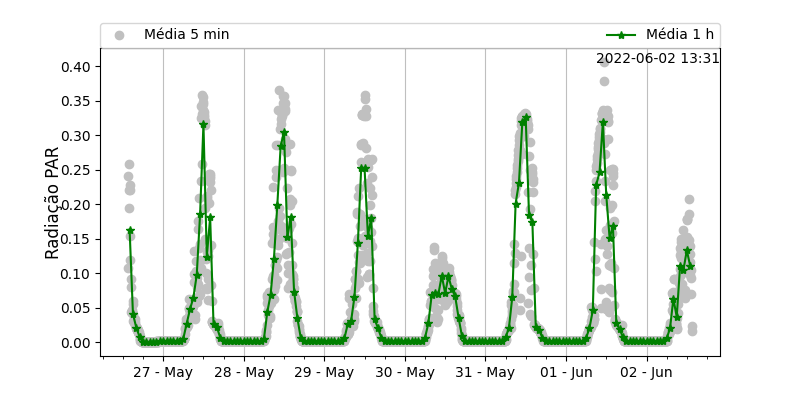 Média 5 min
Média 1 h
2022-06-02 13:31
Radiação PAR
0.40
0.35
0.30
0.25
0.20
0.15
0.10
0.05
0.00
27 - May
28 - May
29 - May
30 - May
31 - May
01 - Jun
02 - Jun